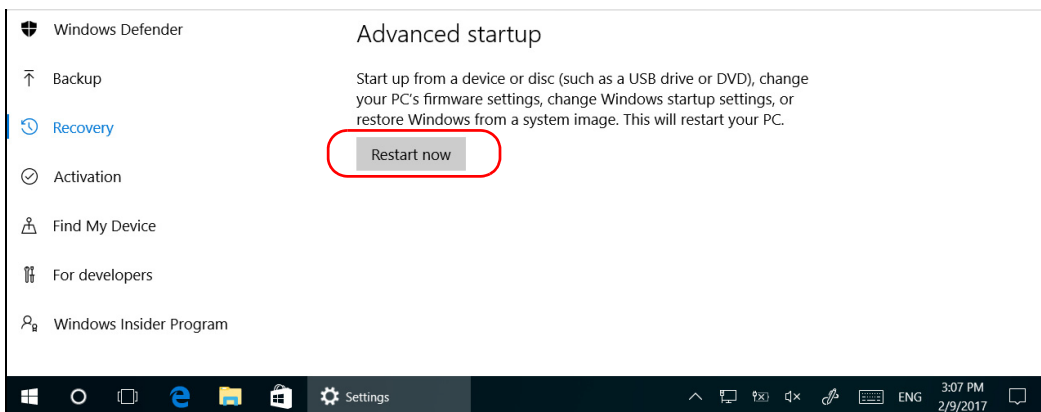 Windows Defender
Backup
Recovery
Activation
Find My Device
For developers
Windows Insider Program
Advanced startup
Start up from a device or disc (such as a USB drive or DVD), change
your PC's firmware settings, change Windows startup settings, or
restore Windows from a system image. This will restart your PC.
Restart now
Settings
ENG
3:07 PM
2/9/2017